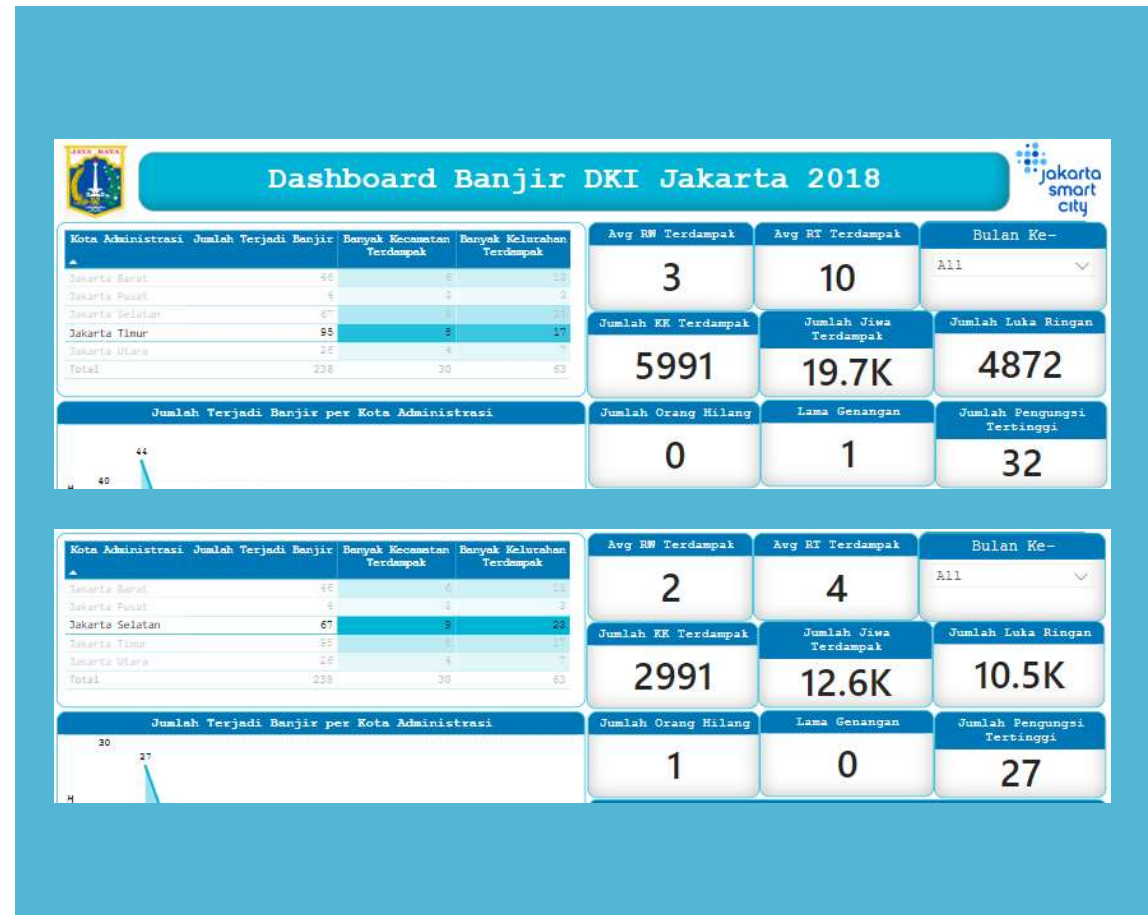 JAYA RAYA
Dashboard Banjir DKI Jakarta 2018
jakarta
smart
city
Kota Administrasi Jumlah Terjadi Banjir Banyak Kecamatan Terdampak Banyak Kelurahan Terdampak
Jakarta Barat 46 6 13
Jakarta Pusat 4 3 3
Jakarta Selatan 67 9 23
Jakarta Timur 95 8 17
Jakarta Utara 26 4 7
Total 238 30 63
Avg RW Terdampak
3
Avg RT Terdampak
10
Bulan Ke-
All
Jumlah KK Terdampak
5991
Jumlah Jiwa
Terdampak
19.7K
Jumlah Luka Ringan
4872
Jumlah Terjadi Banjir per Kota Administrasi
44
40
H
Jumlah Orang Hilang
0
Lama Genangan
1
Jumlah Pengungsi
Tertinggi
32
Kota Administrasi Jumlah Terjadi Banjir Banyak Kecamatan Terdampak Banyak Kelurahan Terdampak
Jakarta Barat 46 6 13
Jakarta Pusat 4 3 3
Jakarta Selatan 67 9 23
Jakarta Timur 95 8 17
Jakarta Utara 26 4 7
Total 238 30 63
Avg RW Terdampak
2
Avg RT Terdampak
4
Bulan Ke-
All
Jumlah KK Terdampak
2991
Jumlah Jiwa
Terdampak
12.6K
Jumlah Luka Ringan
10.5K
Jumlah Terjadi Banjir per Kota Administrasi
30
27
H
Jumlah Orang Hilang
1
Lama Genangan
0
Jumlah Pengungsi
Tertinggi
27